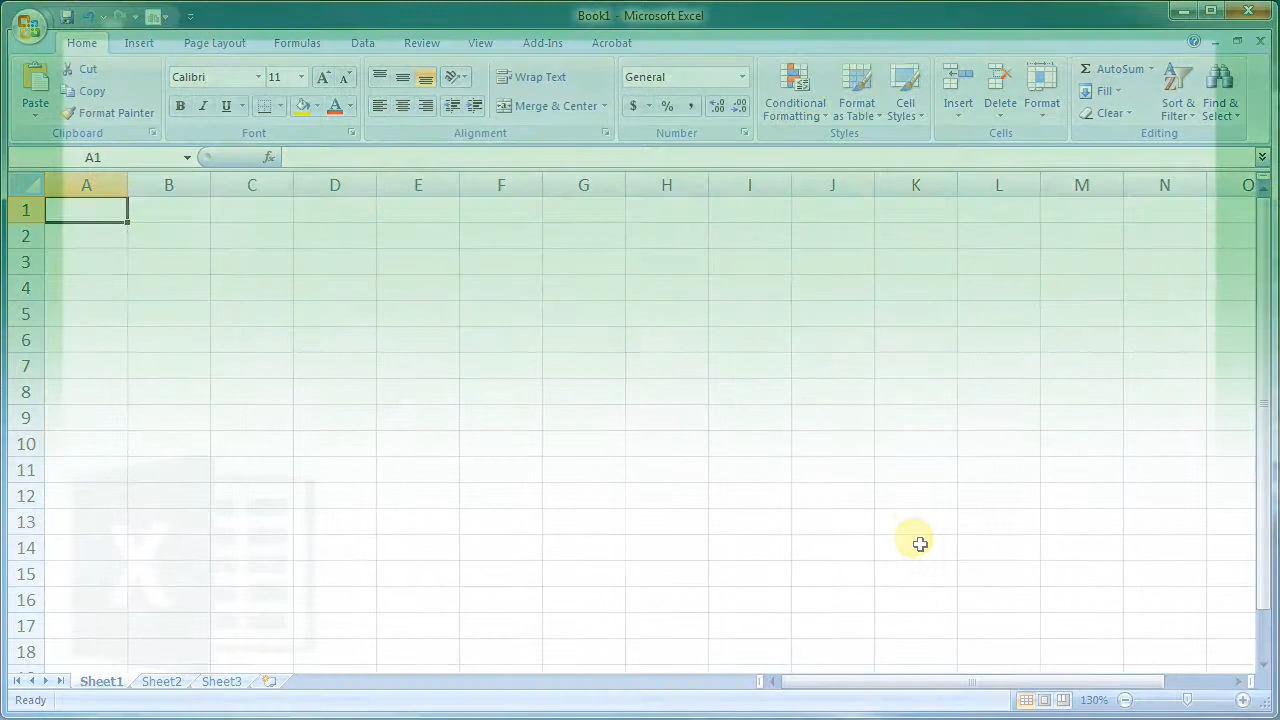 Book1 - Microsoft Excel
Home Insert Page Layout Formulas Data Review View Add-Ins Acrobat
Paste
Cut
Copy
Format Painter
Clipboard
Calibri 11
B I U
Font
Wrap Text
Merge & Center
Alignment
General
$ % ,
Number
Conditional Formatting
Format as Table
Cell Styles
Styles
Insert
Delete
Format
Cells
Σ AutoSum
Fill
Clear
Sort & Filter
Find & Select
Editing
A1 fx
A B C D E F G H I J K L M N O
1
2
3
4
5
6
7
8
9
10
11
12
13
14
15
16
17
18
X
Sheet1 Sheet2 Sheet3
Ready 130%